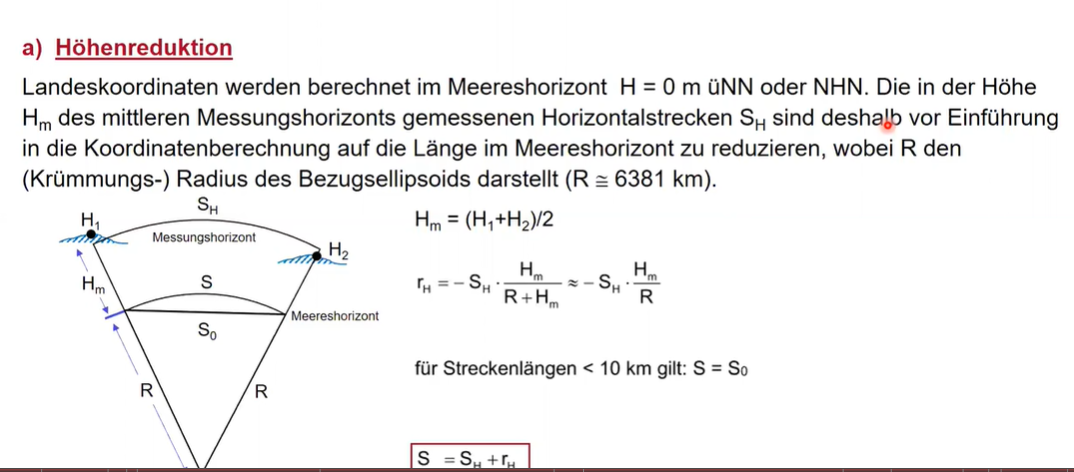 a) Höhenreduktion
Landeskoordinaten werden berechnet im Meereshorizont H = 0 m üNN oder NHN. Die in der Höhe
Hm des mittleren Messungshorizonts gemessenen Horizontalstrecken SH sind deshalb vor Einführung
in die Koordinatenberechnung auf die Länge im Meereshorizont zu reduzieren, wobei R den
(Krümmungs-) Radius des Bezugsellipsoids darstellt (R ≅ 6381 km).
SH
H1
Messungshorizont
H2
Hm
S
Meereshorizont
S0
R
R
Hm = (H1+H2)/2
rH = − SH · Hm / (R + Hm) ≈ − SH · Hm / R
für Streckenlängen < 10 km gilt: S = S0
S = SH + rH